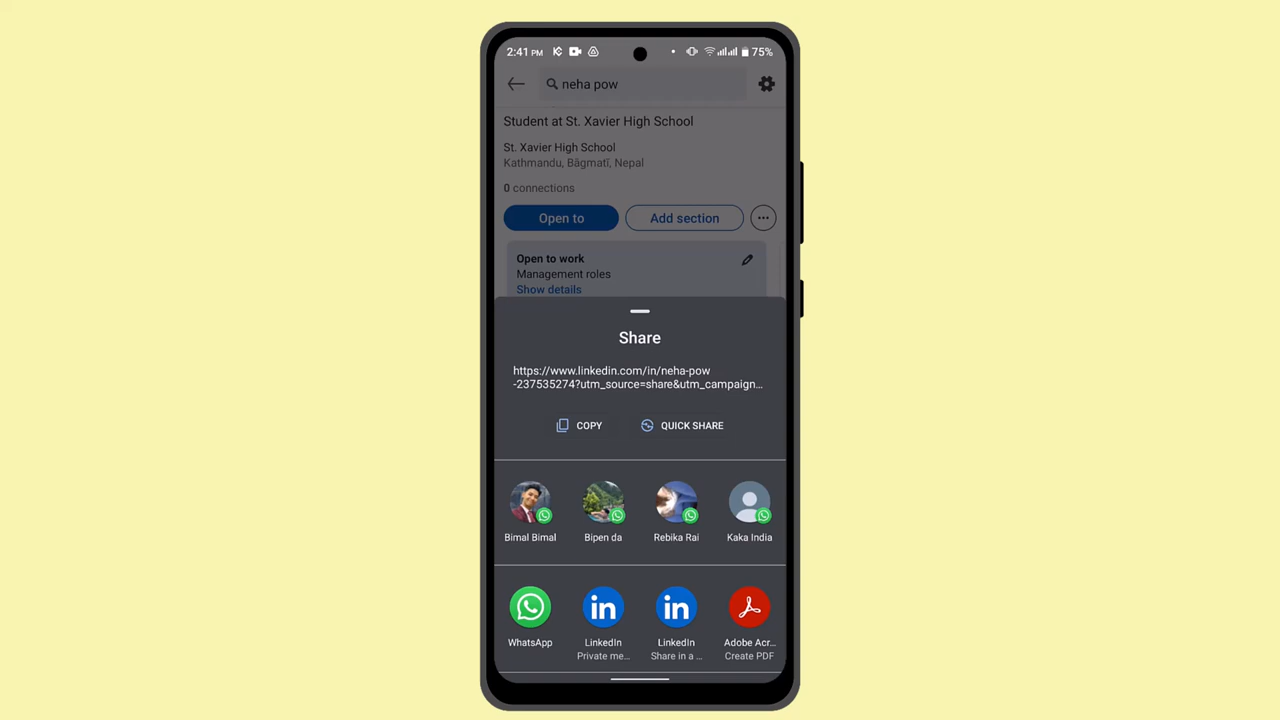 2:41 PM 75%
neha pow
Student at St. Xavier High School
St. Xavier High School
Kathmandu, Bāgmatī, Nepal
0 connections
Open to Add section
Open to work
Management roles
Show details
Share
https://www.linkedin.com/in/neha-pow
-237535274?utm_source=share&utm_campaign...
COPY QUICK SHARE
Bimal Bimal Bipen da Rebika Rai Kaka India
in in
WhatsApp LinkedIn LinkedIn Adobe Acr...
Private me... Share in a ... Create PDF